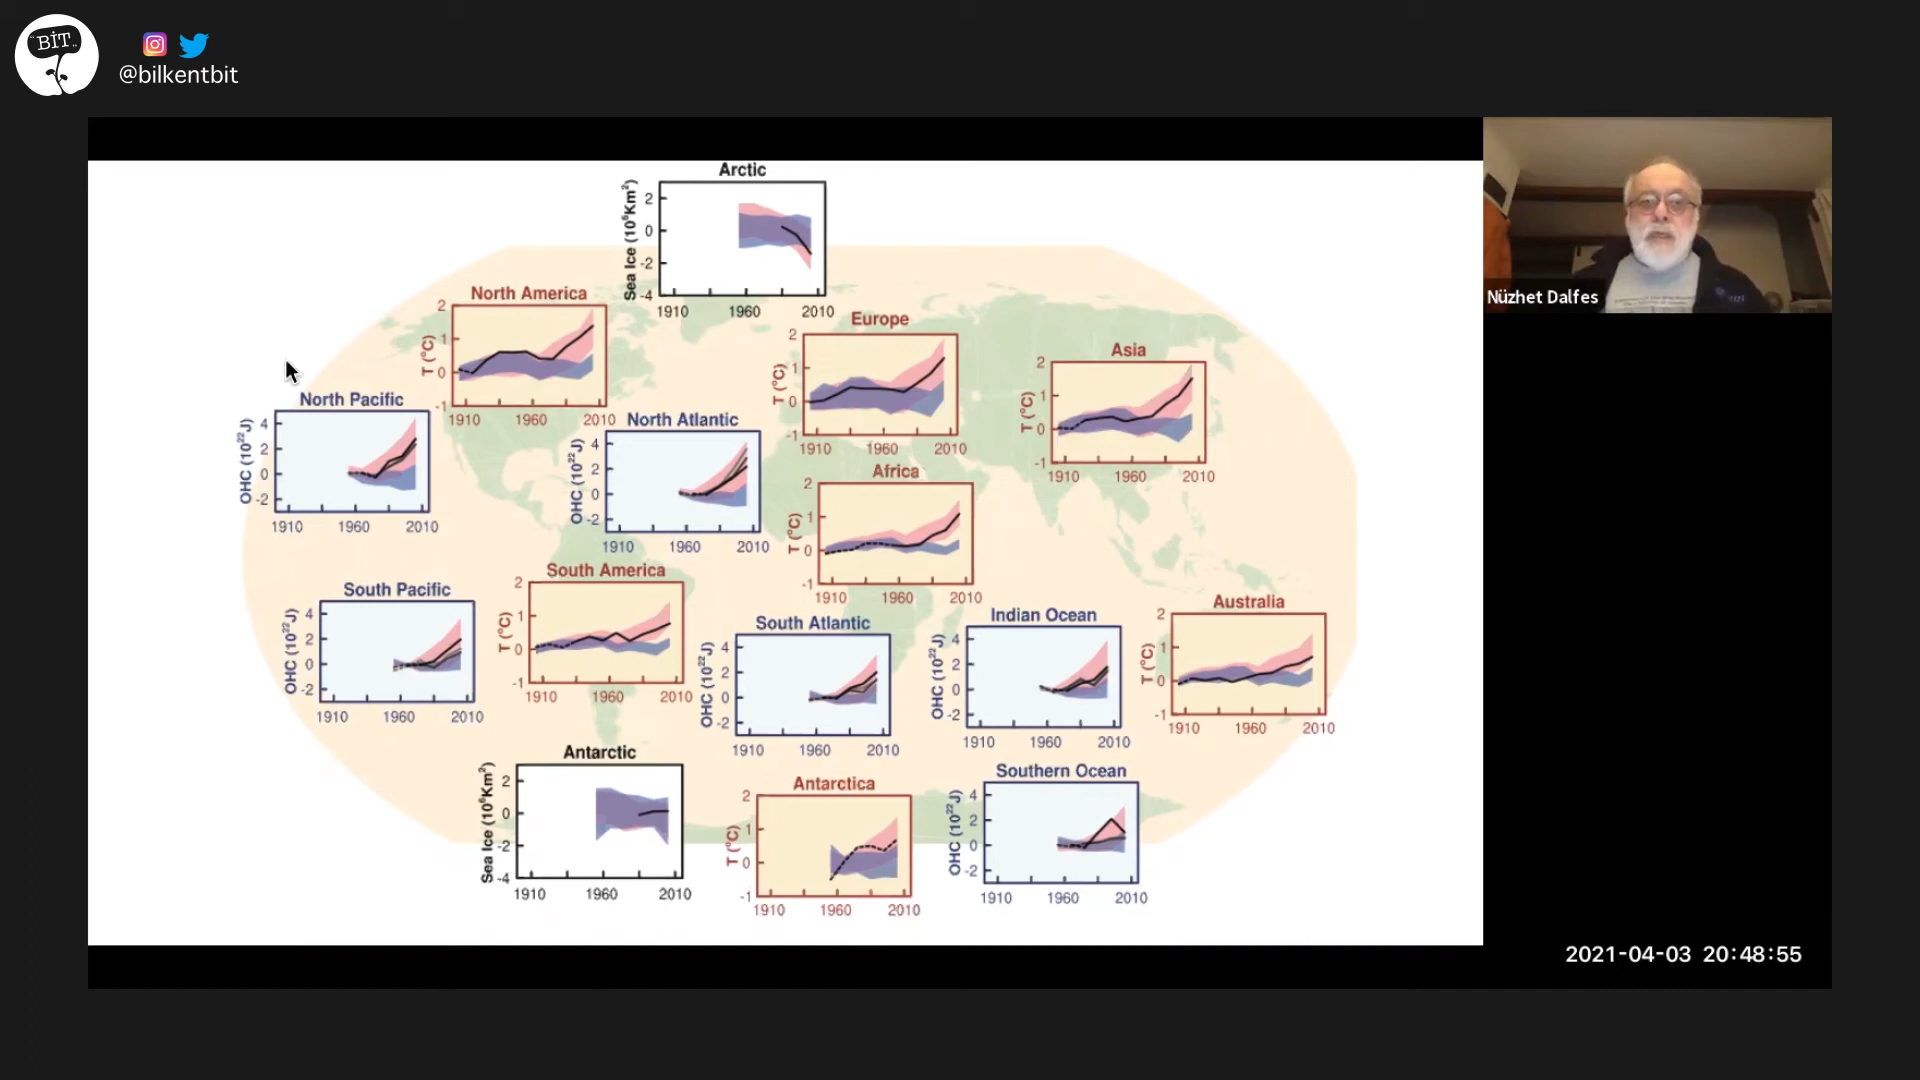 BİT
@bilkentbit
Arctic
Sea Ice (10⁶Km²)
2
0
-2
-4
1910 1960 2010
North America
T (°C)
2
1
0
-1
1910 1960 2010
Europe
T (°C)
2
1
0
-1
1910 1960 2010
Asia
T (°C)
2
1
0
-1
1910 1960 2010
North Pacific
OHC (10²²J)
4
2
0
-2
1910 1960 2010
North Atlantic
OHC (10²²J)
4
2
0
-2
1910 1960 2010
Africa
T (°C)
2
1
0
-1
1910 1960 2010
South Pacific
OHC (10²²J)
4
2
0
-2
1910 1960 2010
South America
T (°C)
2
1
0
-1
1910 1960 2010
South Atlantic
OHC (10²²J)
4
2
0
-2
1910 1960 2010
Indian Ocean
OHC (10²²J)
4
2
0
-2
1910 1960 2010
Australia
T (°C)
2
1
0
-1
1910 1960 2010
Antarctic
Sea Ice (10⁶Km²)
2
0
-2
-4
1910 1960 2010
Antarctica
T (°C)
2
1
0
-1
1910 1960 2010
Southern Ocean
OHC (10²²J)
4
2
0
-2
1910 1960 2010
Nüzhet Dalfes
2021-04-03 20:48:55